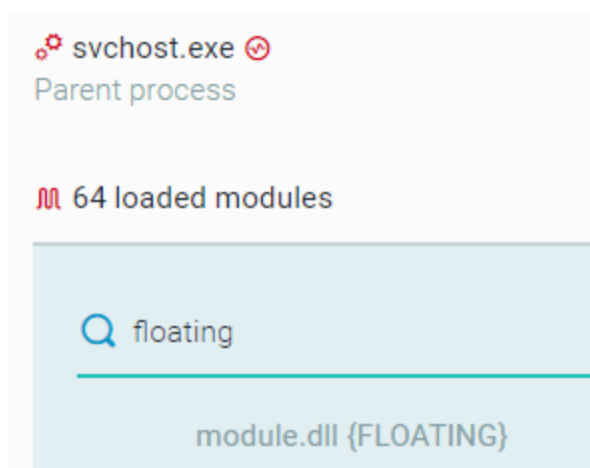 svchost.exe
Parent process
64 loaded modules
floating
module.dll {FLOATING}